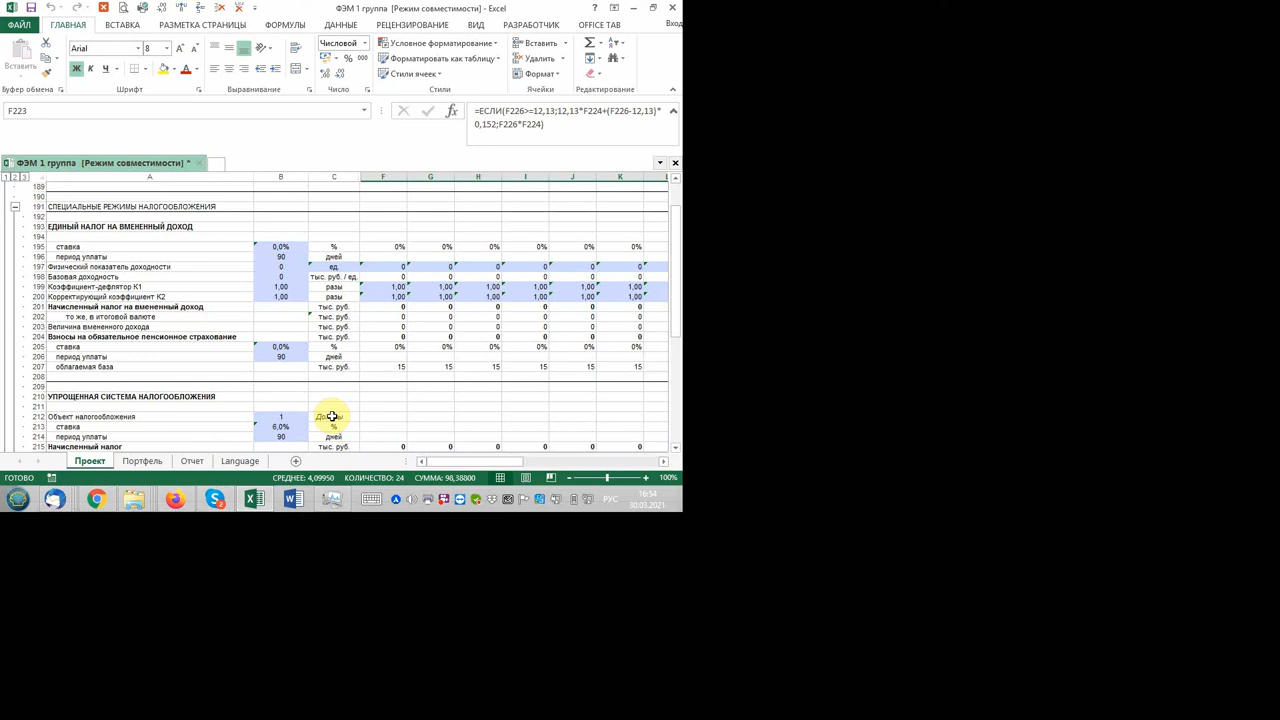 ФЭМ 1 группа [Режим совместимости] - Excel
ФАЙЛ ГЛАВНАЯ ВСТАВКА РАЗМЕТКА СТРАНИЦЫ ФОРМУЛЫ ДАННЫЕ РЕЦЕНЗИРОВАНИЕ ВИД РАЗРАБОТЧИК OFFICE TAB Вход
Arial 8 Числовой Условное форматирование Вставить
Вставить Ж К Ч % 000 Форматировать как таблицу Удалить
Стили ячеек Формат
Буфер обмена Шрифт Выравнивание Число Стили Ячейки Редактирование
F223 =ЕСЛИ(F226>=12,13;12,13*F224+(F226-12,13)*
0,152;F226*F224)
ФЭМ 1 группа [Режим совместимости] *
1 2 3 A B C F G H I J K L
189
190
191 СПЕЦИАЛЬНЫЕ РЕЖИМЫ НАЛОГООБЛОЖЕНИЯ
192
193 ЕДИНЫЙ НАЛОГ НА ВМЕНЕННЫЙ ДОХОД
194
195 ставка 0,0% % 0% 0% 0% 0% 0% 0%
196 период уплаты 90 дней
197 Физический показатель доходности 0 ед. 0 0 0 0 0 0
198 Базовая доходность 0 тыс. руб. / ед. 0 0 0 0 0 0
199 Коэффициент-дефлятор К1 1,00 разы 1,00 1,00 1,00 1,00 1,00 1,00
200 Корректирующий коэффициент К2 1,00 разы 1,00 1,00 1,00 1,00 1,00 1,00
201 Начисленный налог на вмененный доход тыс. руб. 0 0 0 0 0 0
202 то же, в итоговой валюте тыс. руб. 0 0 0 0 0 0
203 Величина вмененного дохода тыс. руб. 0 0 0 0 0 0
204 Взносы на обязательное пенсионное страхование тыс. руб. 0 0 0 0 0 0
205 ставка 0,0% % 0% 0% 0% 0% 0% 0%
206 период уплаты 90 дней
207 облагаемая база тыс. руб. 15 15 15 15 15 15
208
209
210 УПРОЩЕННАЯ СИСТЕМА НАЛОГООБЛОЖЕНИЯ
211
212 Объект налогообложения 1
213 ставка 6,0% %
214 период уплаты 90 дней
215 Начисленный налог тыс. руб. 0 0 0 0 0 0
Проект Портфель Отчет Language
ГОТОВО СРЕДНЕЕ: 4,09950 КОЛИЧЕСТВО: 24 СУММА: 98,38800 100%
РУС 16:54
30.03.2021